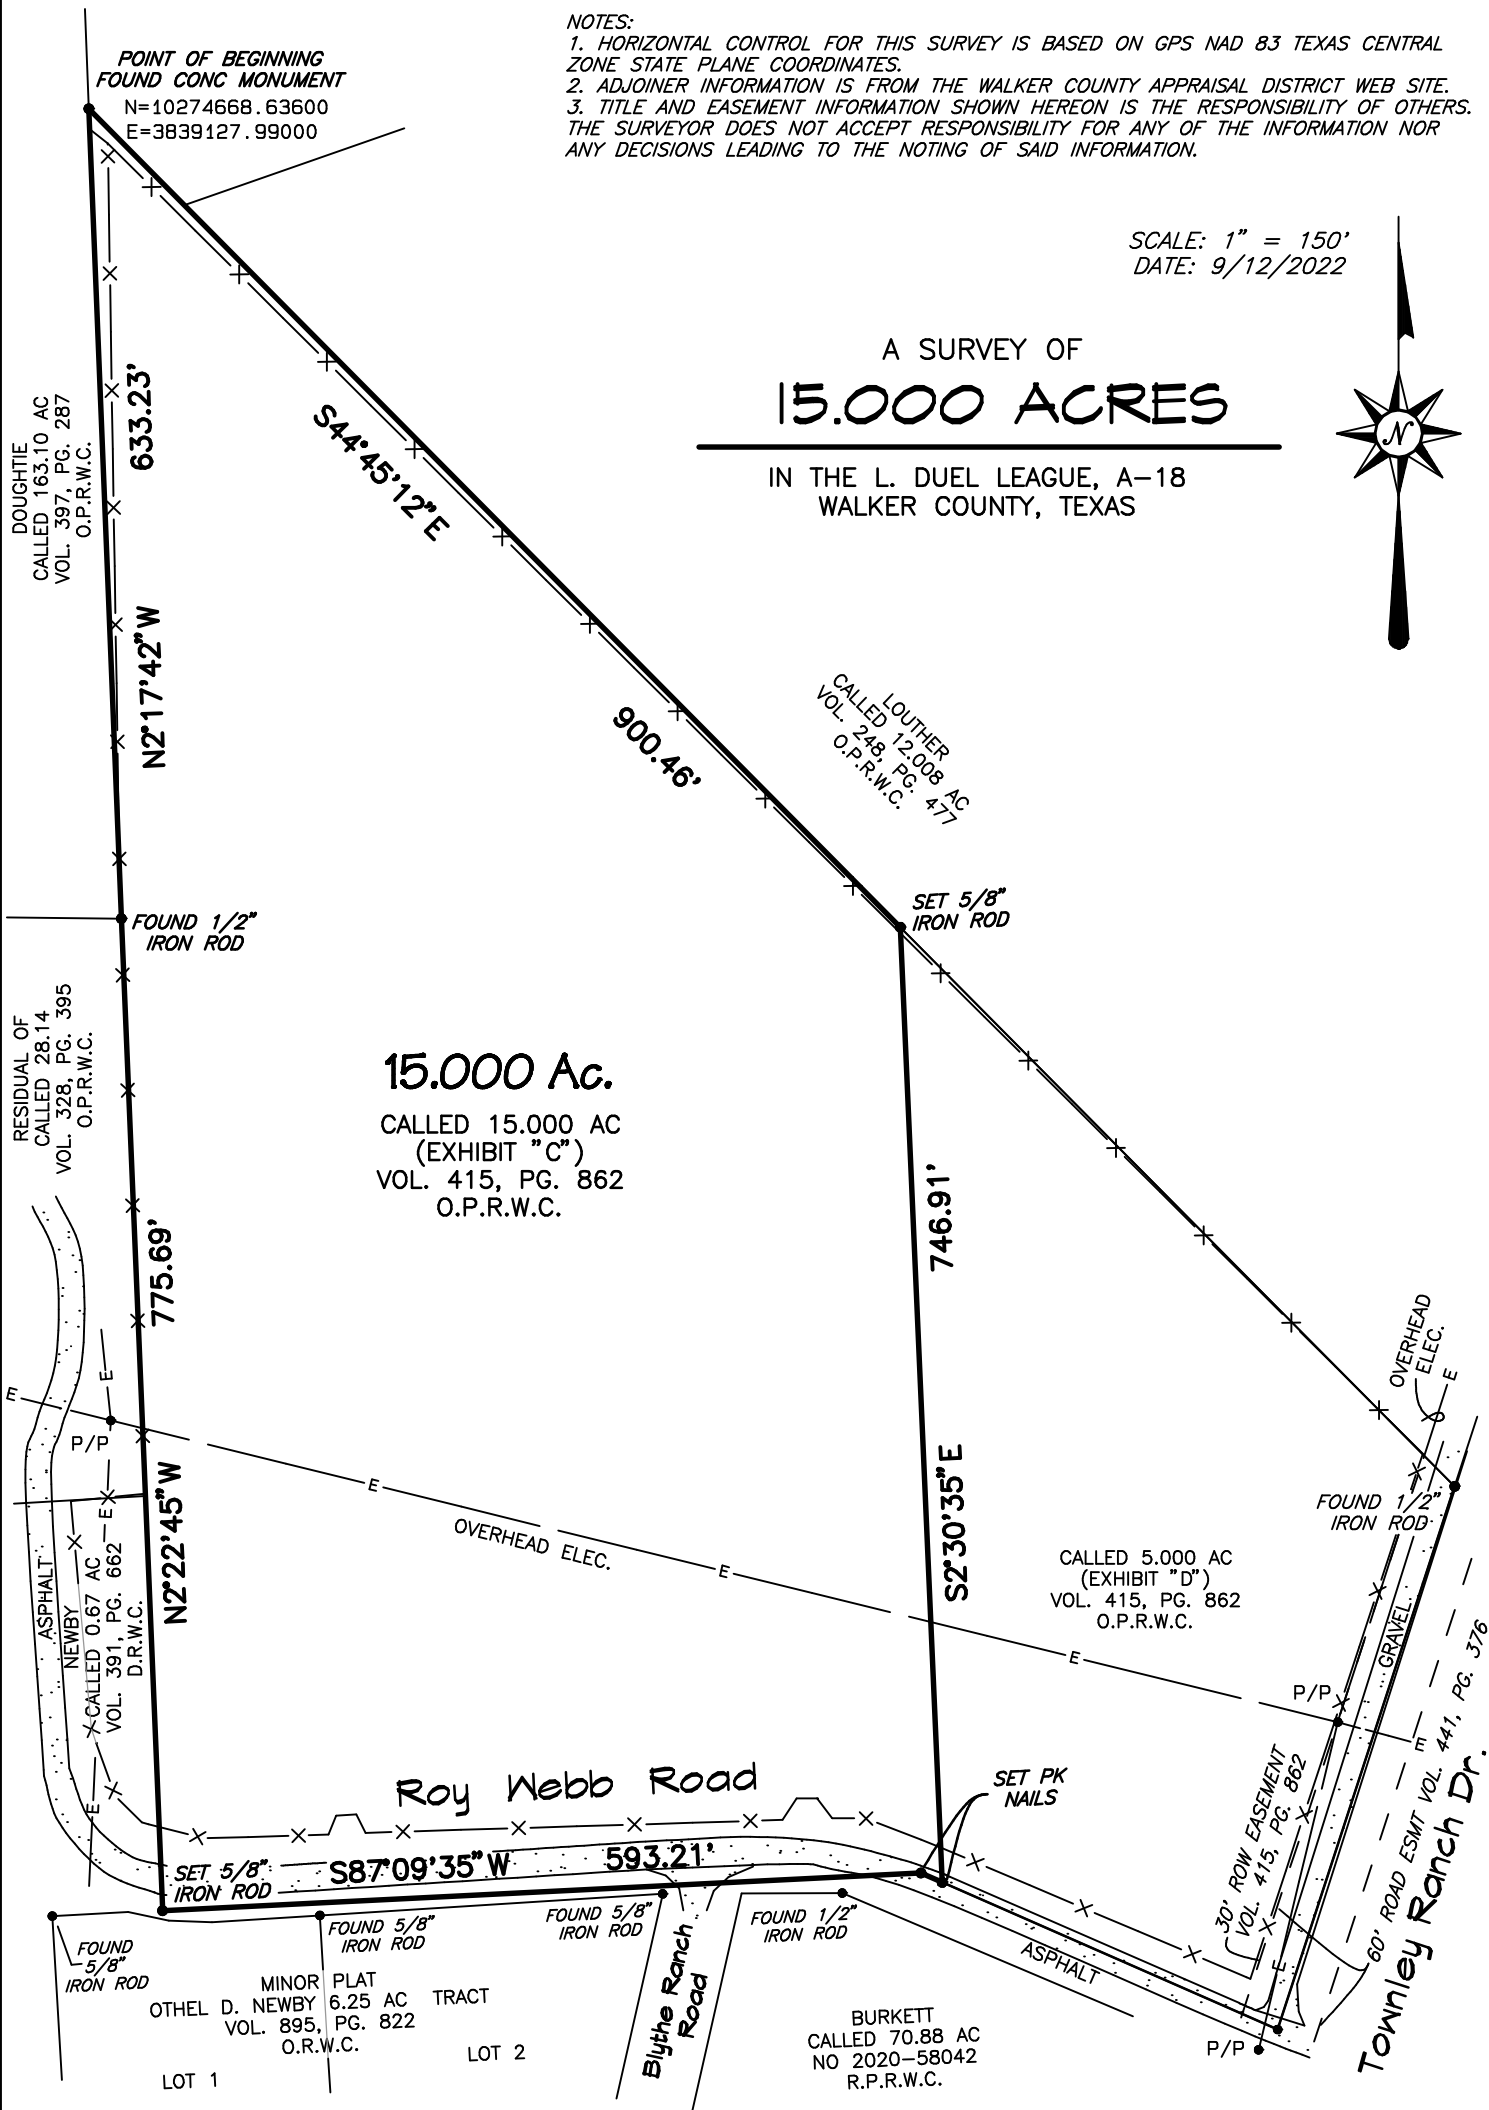 NOTES:
1. HORIZONTAL CONTROL FOR THIS SURVEY IS BASED ON GPS NAD 83 TEXAS CENTRAL
ZONE STATE PLANE COORDINATES.
2. ADJOINER INFORMATION IS FROM THE WALKER COUNTY APPRAISAL DISTRICT WEB SITE.
3. TITLE AND EASEMENT INFORMATION SHOWN HEREON IS THE RESPONSIBILITY OF OTHERS.
THE SURVEYOR DOES NOT ACCEPT RESPONSIBILITY FOR ANY OF THE INFORMATION NOR
ANY DECISIONS LEADING TO THE NOTING OF SAID INFORMATION.
POINT OF BEGINNING
FOUND CONC MONUMENT
N=10274668.63600
E=3839127.99000
SCALE: 1" = 150'
DATE: 9/12/2022
A SURVEY OF
15.000 ACRES
IN THE L. DUEL LEAGUE, A-18
WALKER COUNTY, TEXAS
N
DOUGHTIE
CALLED 163.10 AC
VOL. 397, PG. 287
O.P.R.W.C.
633.23'
N2°17'42"W
S44°45'12"E
900.46'
LOUTHER
CALLED 12.008 AC
VOL. 248, PG. 477
O.P.R.W.C.
SET 5/8"
IRON ROD
FOUND 1/2"
IRON ROD
RESIDUAL OF
CALLED 28.14
VOL. 328, PG. 395
O.P.R.W.C.
15.000 Ac.
CALLED 15.000 AC
(EXHIBIT "C")
VOL. 415, PG. 862
O.P.R.W.C.
775.69'
N2°22'45"W
746.91'
S2°30'35"E
OVERHEAD
ELEC.
E
E
E
P/P
E
E
OVERHEAD ELEC.
E
E
E
FOUND 1/2"
IRON ROD
CALLED 5.000 AC
(EXHIBIT "D")
VOL. 415, PG. 862
O.P.R.W.C.
ASPHALT
NEWBY
CALLED 0.67 AC
VOL. 391, PG. 662
D.R.W.C.
E
GRAVEL
P/P
30' ROW EASEMENT
VOL. 415, PG. 862
60' ROAD ESMT VOL. 441, PG. 376
Townley Ranch Dr.
SET PK
NAILS
Roy Webb Road
SET 5/8"
IRON ROD
S87°09'35"W
593.21'
FOUND
5/8"
IRON ROD
FOUND 5/8"
IRON ROD
FOUND 5/8"
IRON ROD
FOUND 1/2"
IRON ROD
ASPHALT
E
P/P
MINOR PLAT
OTHEL D. NEWBY 6.25 AC TRACT
VOL. 895, PG. 822
O.R.W.C.
LOT 1
LOT 2
Blythe Ranch
Road
BURKETT
CALLED 70.88 AC
NO 2020-58042
R.P.R.W.C.